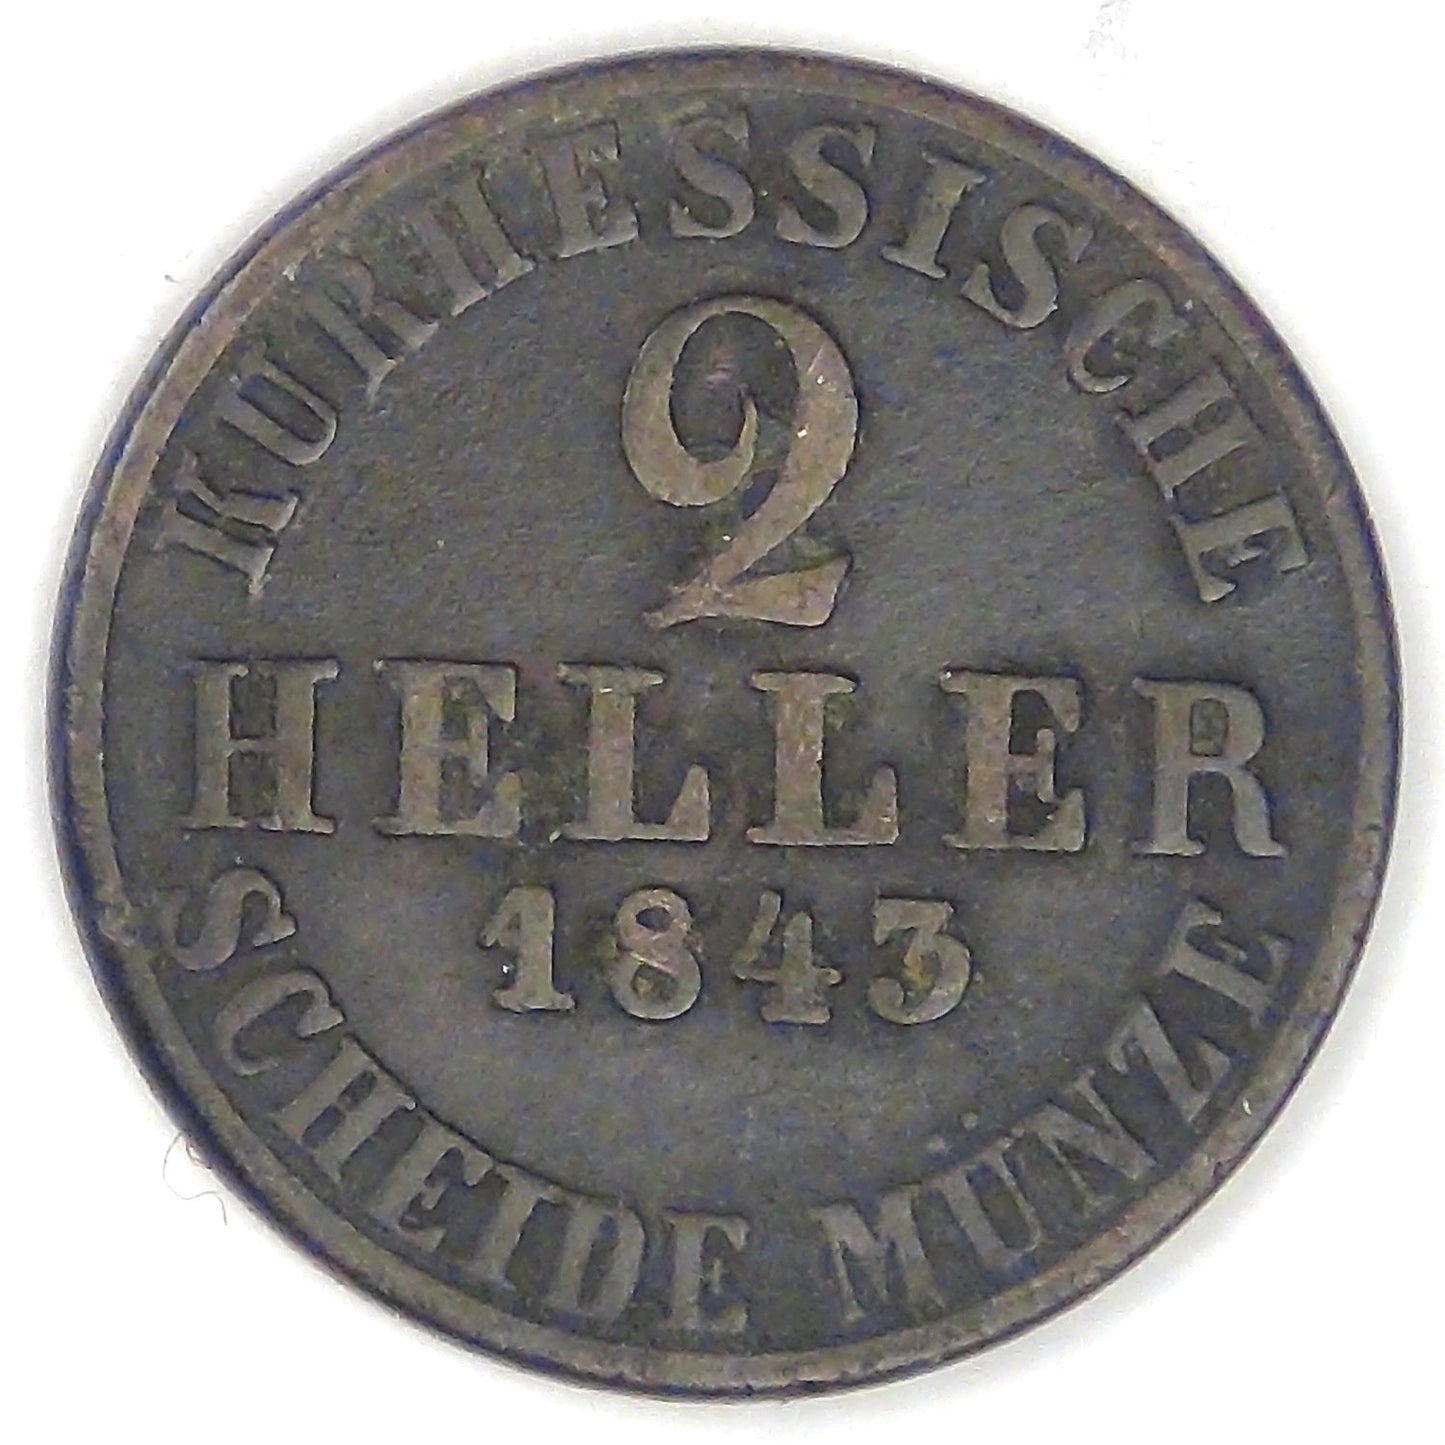 KURHESSISCHE
2
HELLER
1843
SCHEIDE MÜNZE